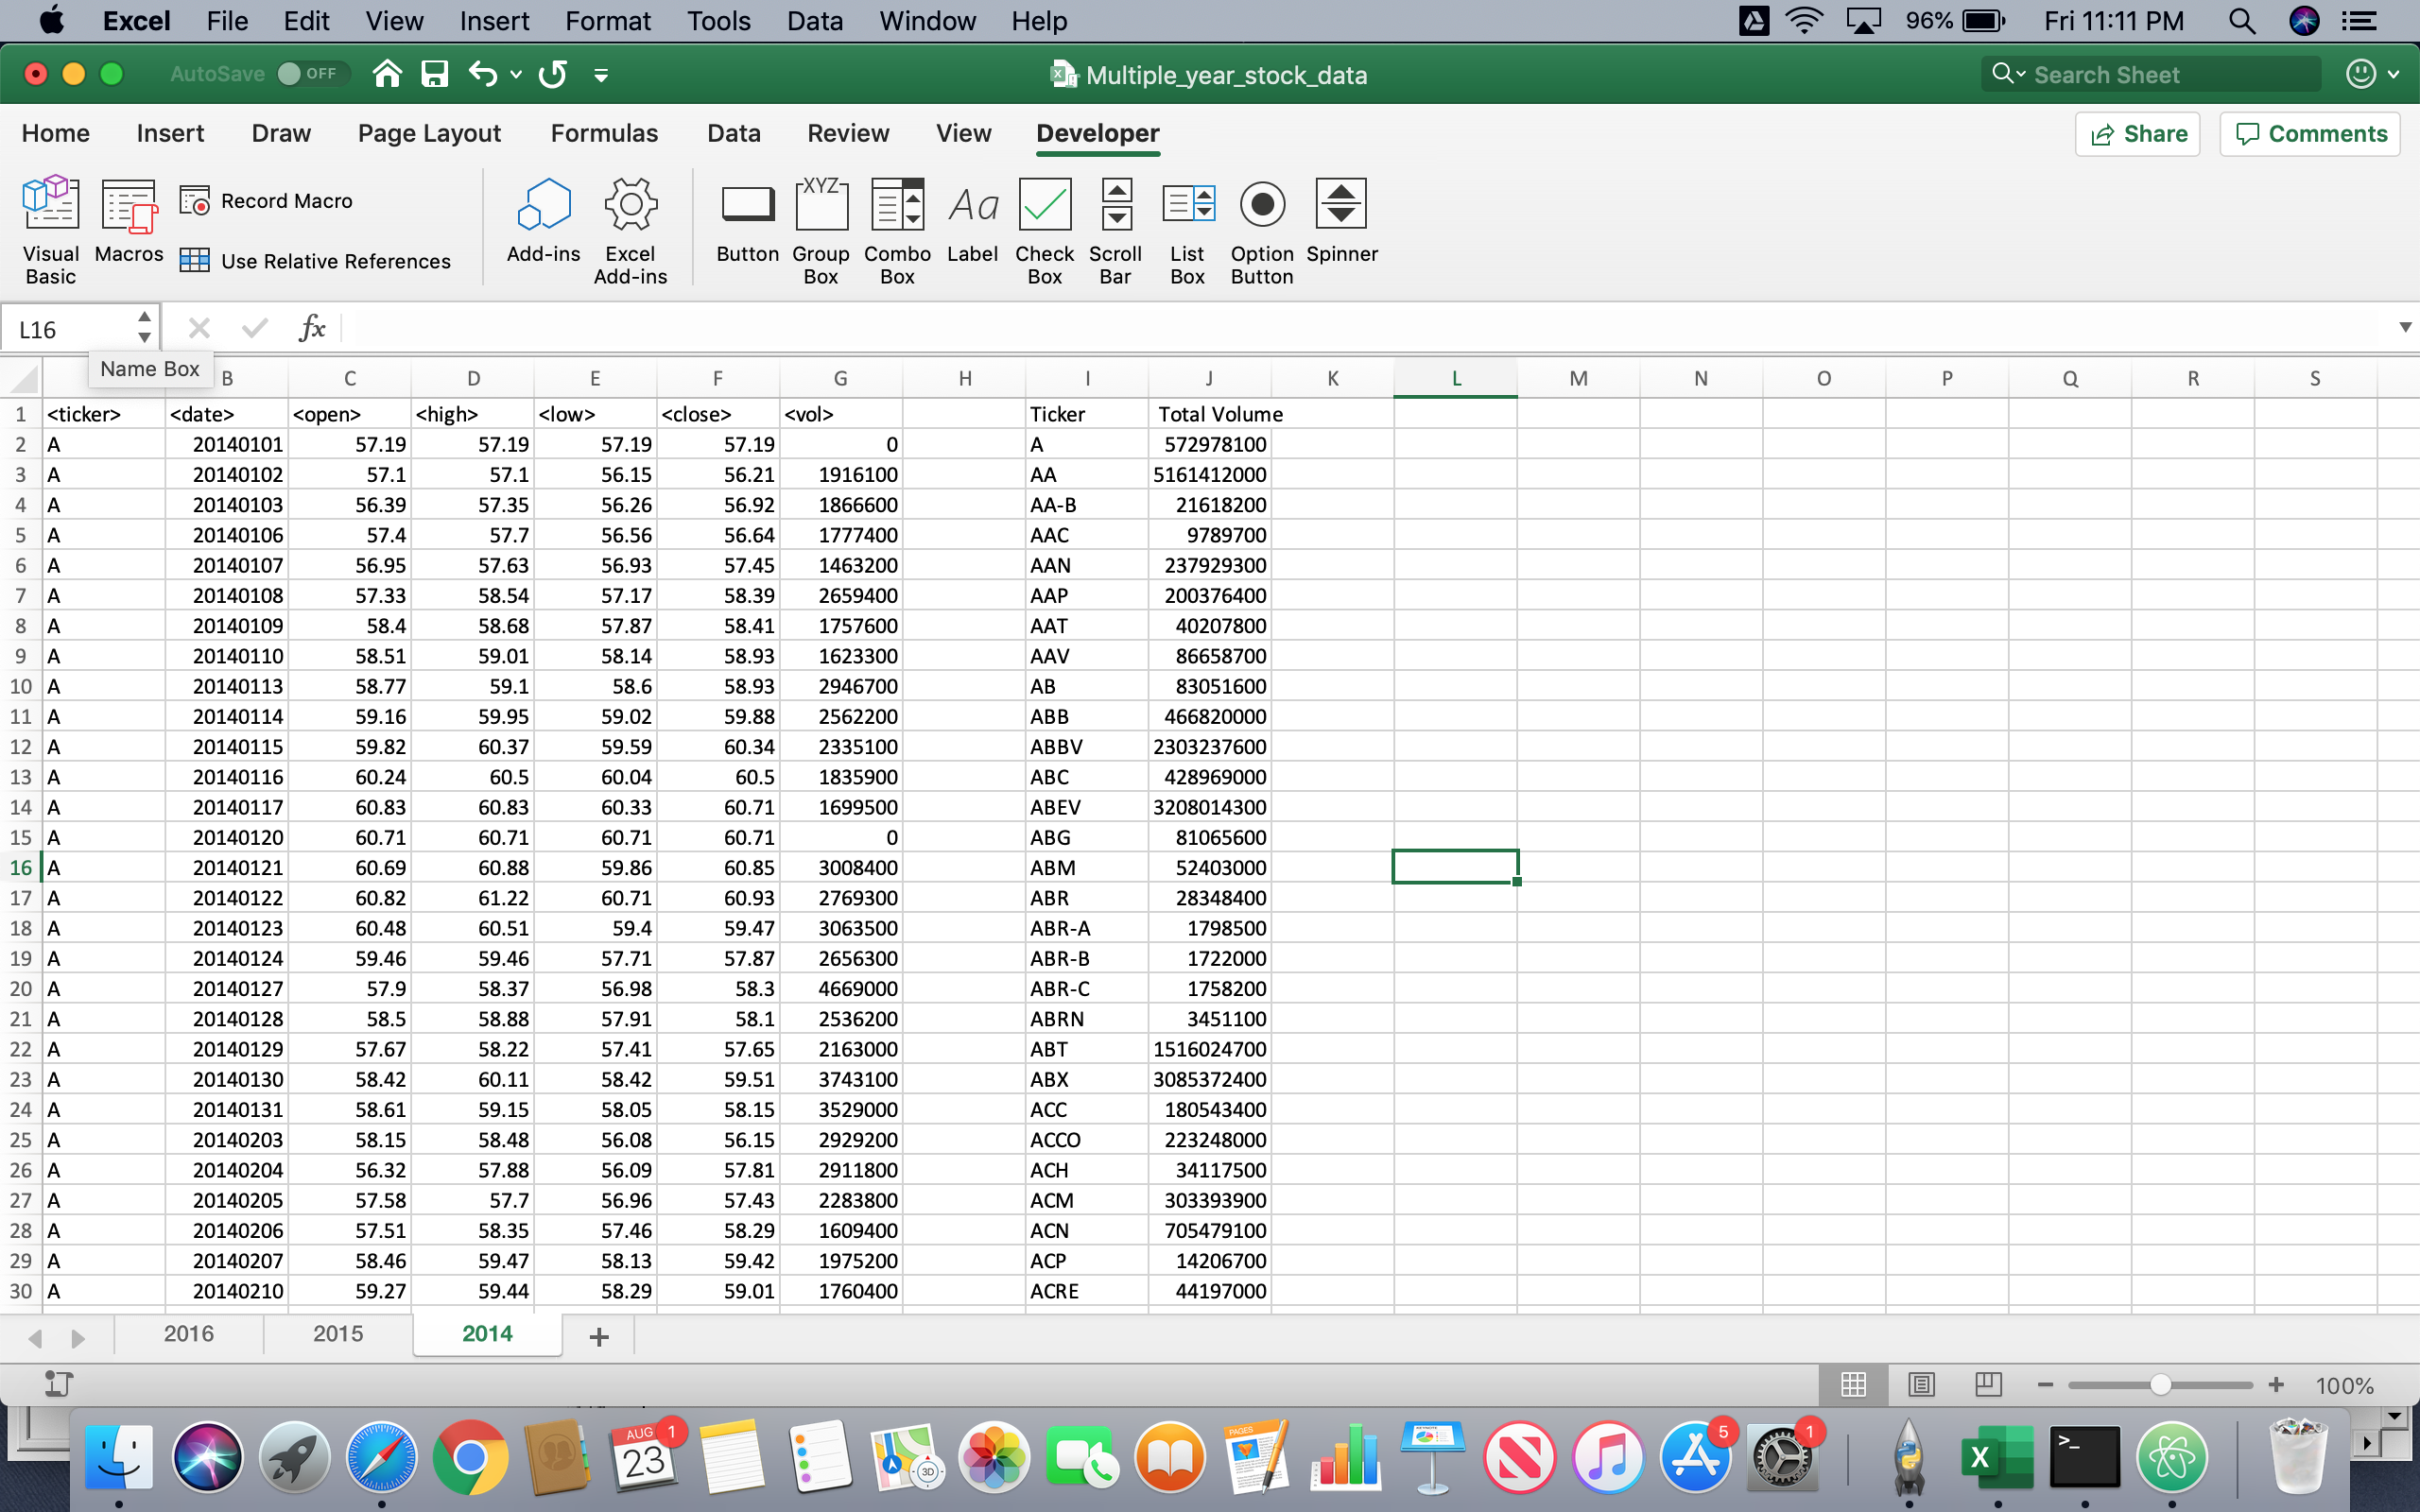 Excel File Edit View Insert Format Tools Data Window Help 96% Fri 11:11 PM
AutoSave OFF Multiple_year_stock_data Search Sheet
Home Insert Draw Page Layout Formulas Data Review View Developer Share Comments
Visual Basic Macros Record Macro Use Relative References Add-ins Excel Add-ins Button XYZ Group Box Combo Box Aa Label Check Box Scroll Bar List Box Option Button Spinner
L16 fx
Name Box
B C D E F G H I J K L M N O P Q R S
1 <ticker> <date> <open> <high> <low> <close> <vol> Ticker Total Volume
2 A 20140101 57.19 57.19 57.19 57.19 0 A 572978100
3 A 20140102 57.1 57.1 56.15 56.21 1916100 AA 5161412000
4 A 20140103 56.39 57.35 56.26 56.92 1866600 AA-B 21618200
5 A 20140106 57.4 57.7 56.56 56.64 1777400 AAC 9789700
6 A 20140107 56.95 57.63 56.93 57.45 1463200 AAN 237929300
7 A 20140108 57.33 58.54 57.17 58.39 2659400 AAP 200376400
8 A 20140109 58.4 58.68 57.87 58.41 1757600 AAT 40207800
9 A 20140110 58.51 59.01 58.14 58.93 1623300 AAV 86658700
10 A 20140113 58.77 59.1 58.6 58.93 2946700 AB 83051600
11 A 20140114 59.16 59.95 59.02 59.88 2562200 ABB 466820000
12 A 20140115 59.82 60.37 59.59 60.34 2335100 ABBV 2303237600
13 A 20140116 60.24 60.5 60.04 60.5 1835900 ABC 428969000
14 A 20140117 60.83 60.83 60.33 60.71 1699500 ABEV 3208014300
15 A 20140120 60.71 60.71 60.71 60.71 0 ABG 81065600
16 A 20140121 60.69 60.88 59.86 60.85 3008400 ABM 52403000
17 A 20140122 60.82 61.22 60.71 60.93 2769300 ABR 28348400
18 A 20140123 60.48 60.51 59.4 59.47 3063500 ABR-A 1798500
19 A 20140124 59.46 59.46 57.71 57.87 2656300 ABR-B 1722000
20 A 20140127 57.9 58.37 56.98 58.3 4669000 ABR-C 1758200
21 A 20140128 58.5 58.88 57.91 58.1 2536200 ABRN 3451100
22 A 20140129 57.67 58.22 57.41 57.65 2163000 ABT 1516024700
23 A 20140130 58.42 60.11 58.42 59.51 3743100 ABX 3085372400
24 A 20140131 58.61 59.15 58.05 58.15 3529000 ACC 180543400
25 A 20140203 58.15 58.48 56.08 56.15 2929200 ACCO 223248000
26 A 20140204 56.32 57.88 56.09 57.81 2911800 ACH 34117500
27 A 20140205 57.58 57.7 56.96 57.43 2283800 ACM 303393900
28 A 20140206 57.51 58.35 57.46 58.29 1609400 ACN 705479100
29 A 20140207 58.46 59.47 58.13 59.42 1975200 ACP 14206700
30 A 20140210 59.27 59.44 58.29 59.01 1760400 ACRE 44197000
2016 2015 2014 +
100%
AUG 23 1 3D PAGES 5 1 X >_